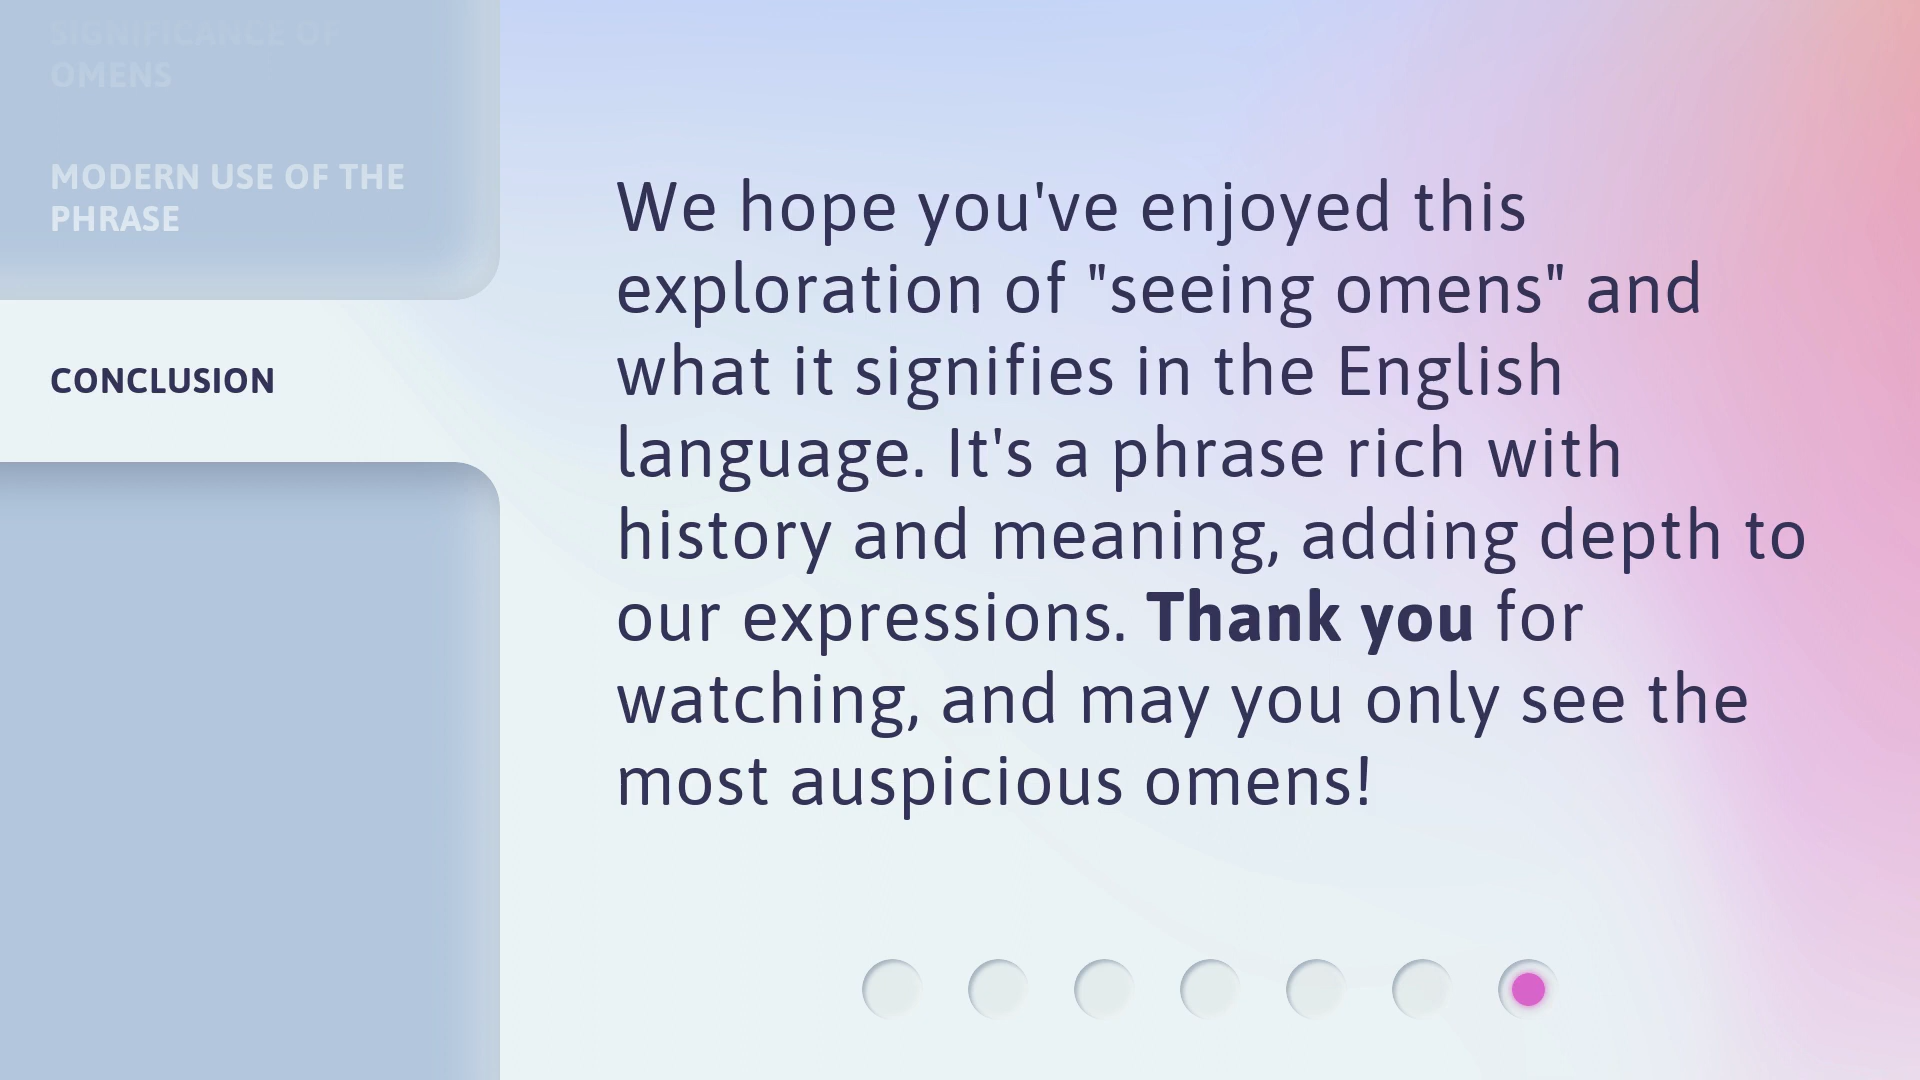 SIGNIFICANCE OF
OMENS
MODERN USE OF THE
PHRASE
CONCLUSION
We hope you've enjoyed this
exploration of "seeing omens" and
what it signifies in the English
language. It's a phrase rich with
history and meaning, adding depth to
our expressions. Thank you for
watching, and may you only see the
most auspicious omens!